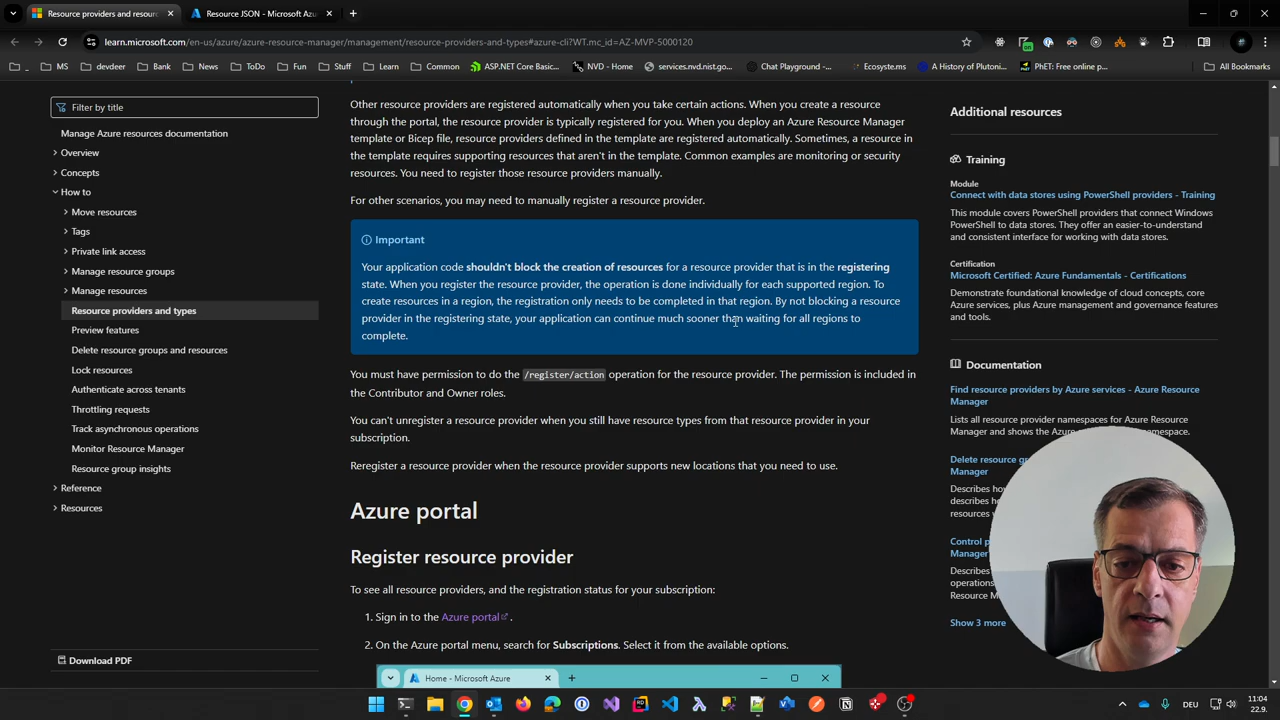 Resource providers and resour
Resource JSON - Microsoft Azu
learn.microsoft.com/en-us/azure/azure-resource-manager/management/resource-providers-and-types#azure-cli?WT.mc_id=AZ-MVP-5000120
MS
devdeer
Bank
News
ToDo
Fun
Stuff
Learn
Common
ASP.NET Core Basic...
NVD - Home
services.nvd.nist.go...
Chat Playground -...
Ecosyste.ms
A History of Plutoni...
PhET: Free online p...
All Bookmarks
Filter by title
Manage Azure resources documentation
Overview
Concepts
How to
Move resources
Tags
Private link access
Manage resource groups
Manage resources
Resource providers and types
Preview features
Delete resource groups and resources
Lock resources
Authenticate across tenants
Throttling requests
Track asynchronous operations
Monitor Resource Manager
Resource group insights
Reference
Resources
Download PDF
Other resource providers are registered automatically when you take certain actions. When you create a resource
through the portal, the resource provider is typically registered for you. When you deploy an Azure Resource Manager
template or Bicep file, resource providers defined in the template are registered automatically. Sometimes, a resource in
the template requires supporting resources that aren't in the template. Common examples are monitoring or security
resources. You need to register those resource providers manually.
For other scenarios, you may need to manually register a resource provider.
Important
Your application code shouldn't block the creation of resources for a resource provider that is in the registering
state. When you register the resource provider, the operation is done individually for each supported region. To
create resources in a region, the registration only needs to be completed in that region. By not blocking a resource
provider in the registering state, your application can continue much sooner than waiting for all regions to
complete.
You must have permission to do the /register/action operation for the resource provider. The permission is included in
the Contributor and Owner roles.
You can't unregister a resource provider when you still have resource types from that resource provider in your
subscription.
Reregister a resource provider when the resource provider supports new locations that you need to use.
Azure portal
Register resource provider
To see all resource providers, and the registration status for your subscription:
1. Sign in to the Azure portal.
2. On the Azure portal menu, search for Subscriptions. Select it from the available options.
Home - Microsoft Azure
Additional resources
Training
Module
Connect with data stores using PowerShell providers - Training
This module covers PowerShell providers that connect Windows
PowerShell to data stores. They offer an easier-to-understand
and consistent interface for working with data stores.
Certification
Microsoft Certified: Azure Fundamentals - Certifications
Demonstrate foundational knowledge of cloud concepts, core
Azure services, plus Azure management and governance features
and tools.
Documentation
Find resource providers by Azure services - Azure Resource
Manager
Lists all resource provider namespaces for Azure Resource
Manager and shows the Azure
Delete resource
Manager
Describes
describes
resources
Control
Manager
Describes
operations
Resource
Show 3 more
DEU
11:04
22.9.